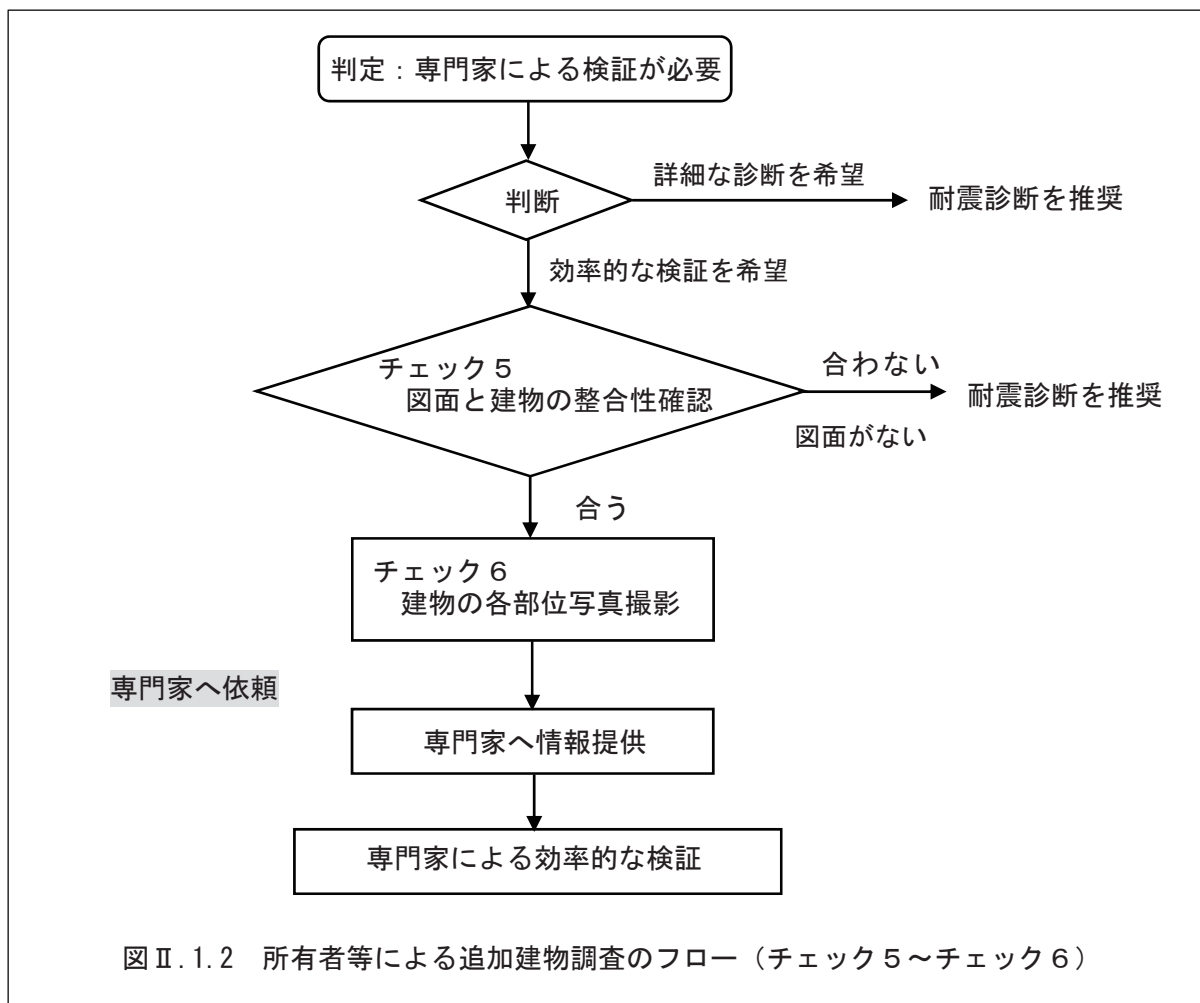 判定：専門家による検証が必要
判断
詳細な診断を希望
耐震診断を推奨
効率的な検証を希望
チェック５
図面と建物の整合性確認
合わない
耐震診断を推奨
図面がない
合う
チェック６
建物の各部位写真撮影
専門家へ依頼
専門家へ情報提供
専門家による効率的な検証
図Ⅱ.1.2　所有者等による追加建物調査のフロー（チェック５～チェック６）